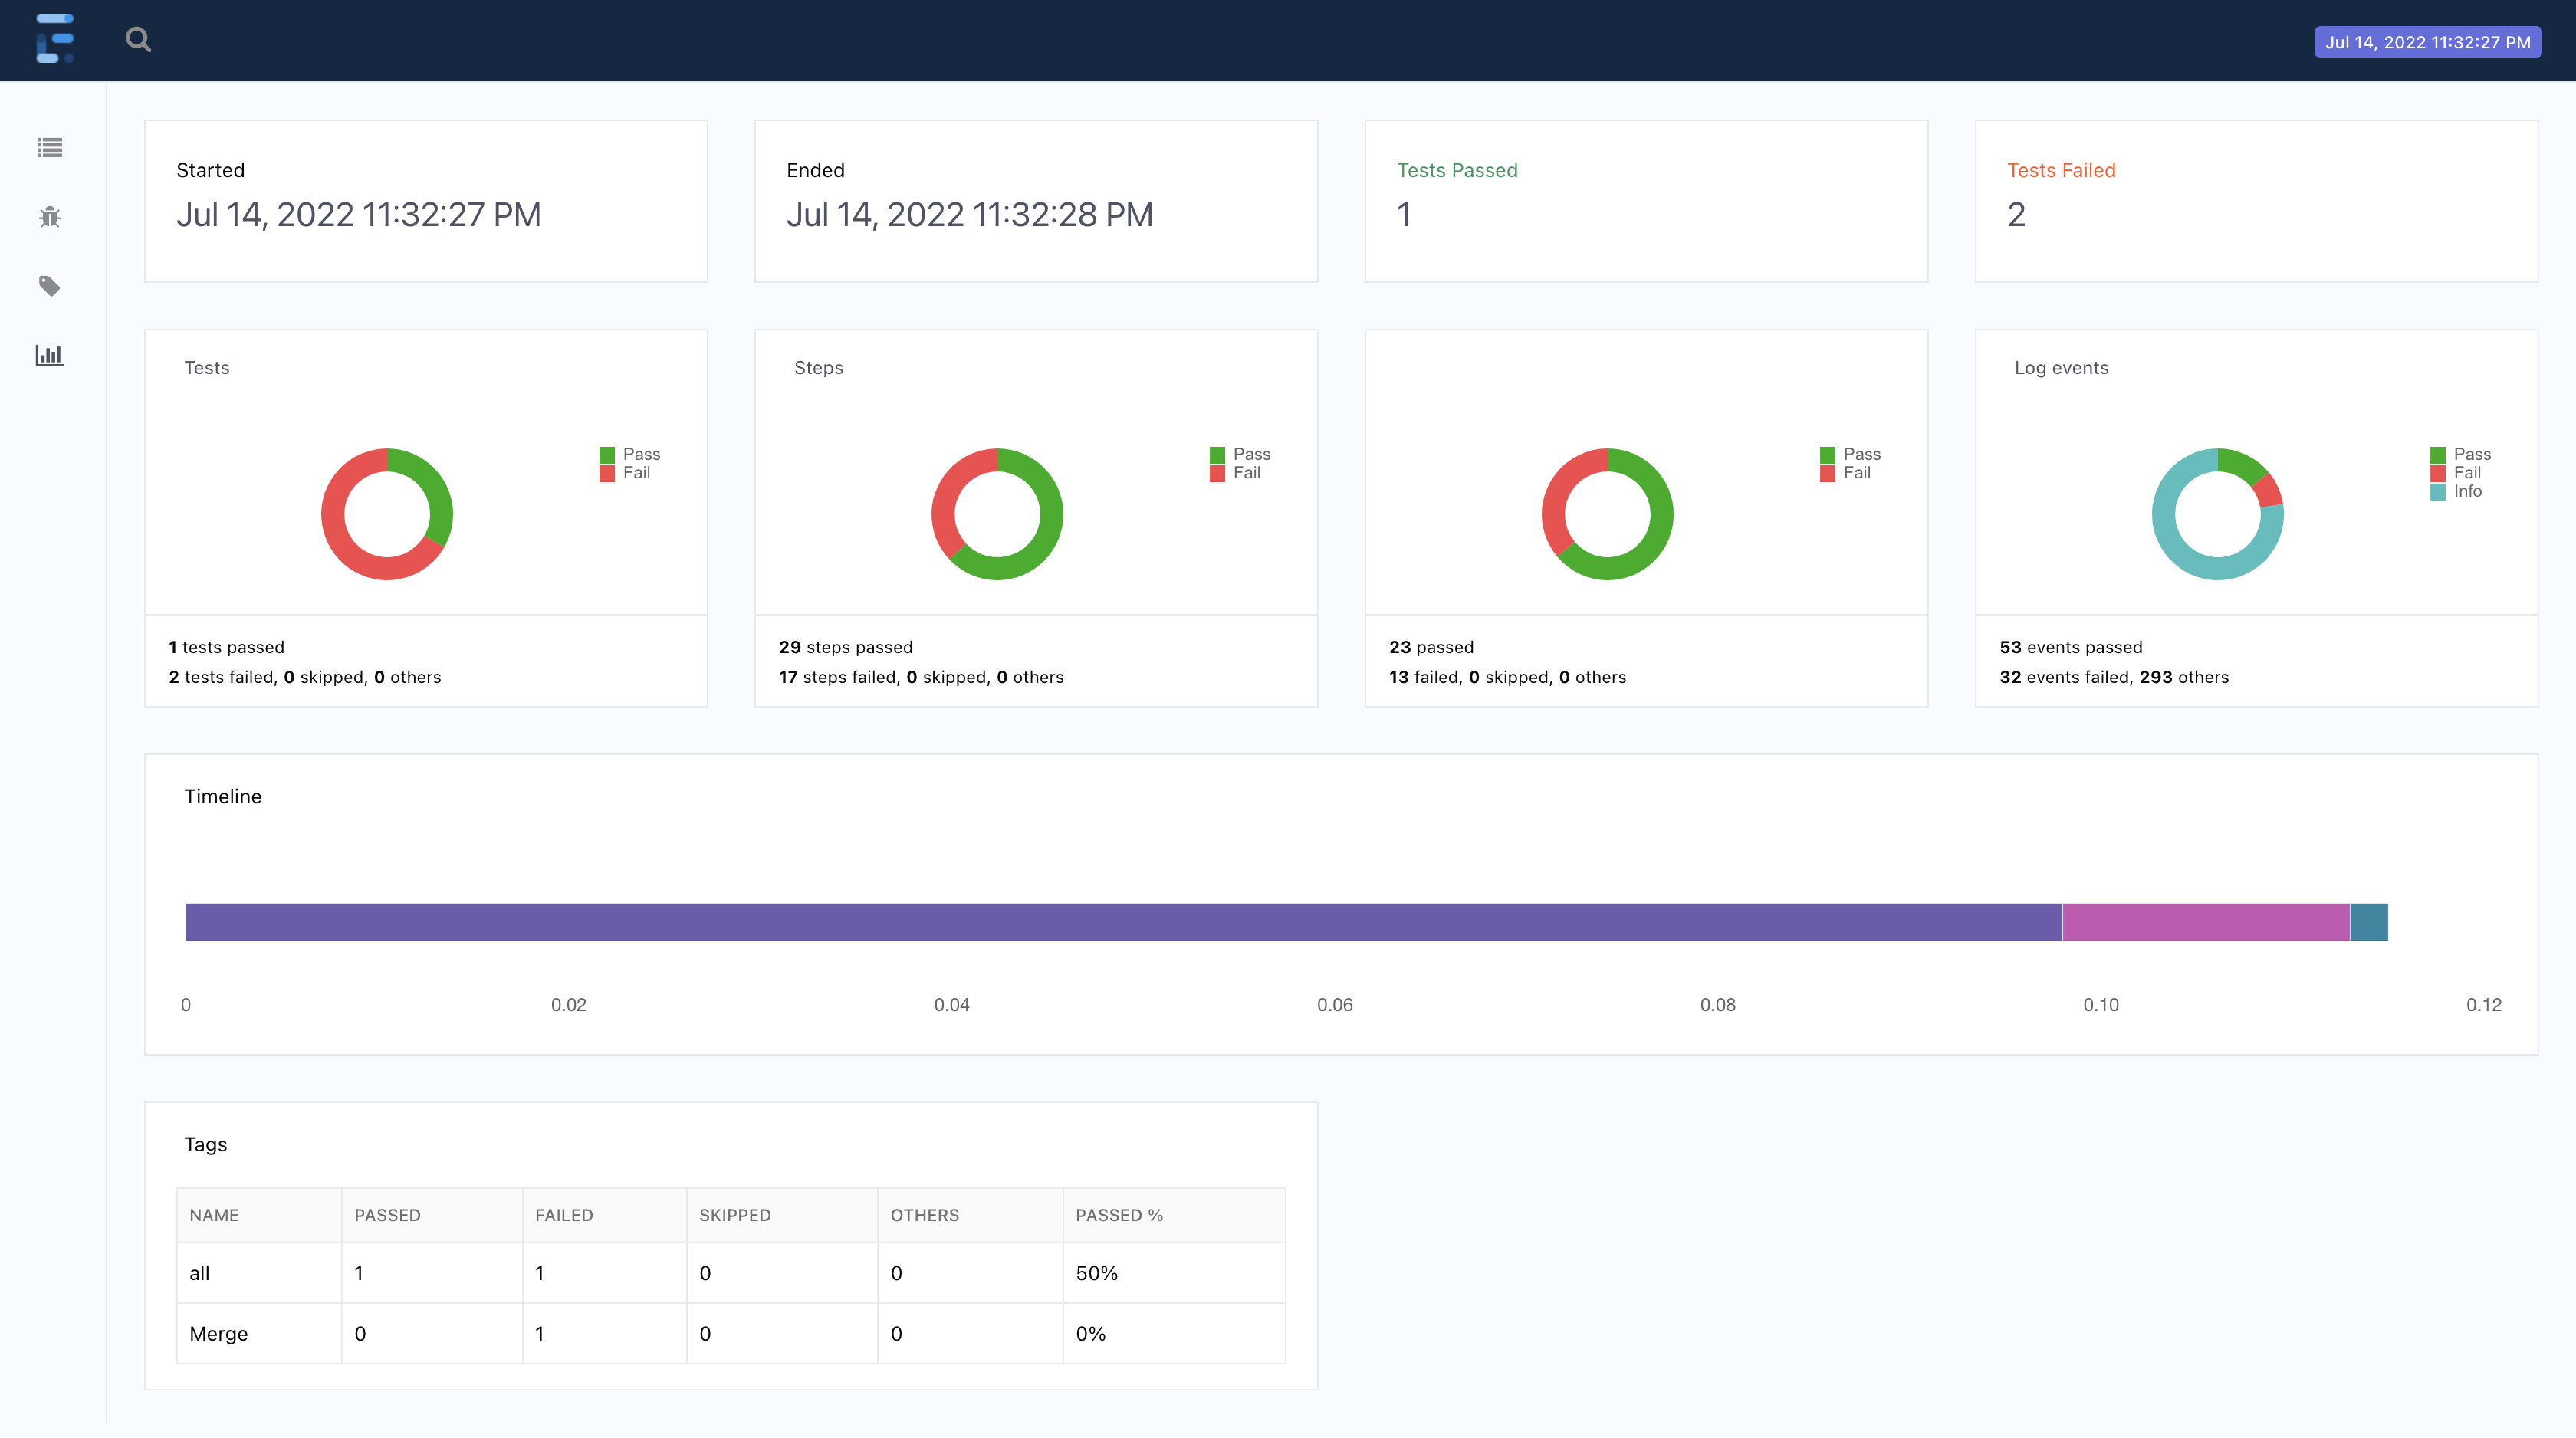 Jul 14, 2022 11:32:27 PM
Started
Jul 14, 2022 11:32:27 PM
Ended
Jul 14, 2022 11:32:28 PM
Tests Passed
1
Tests Failed
2
Tests
Pass
Fail
1 tests passed
2 tests failed, 0 skipped, 0 others
Steps
Pass
Fail
29 steps passed
17 steps failed, 0 skipped, 0 others
Pass
Fail
23 passed
13 failed, 0 skipped, 0 others
Log events
Pass
Fail
Info
53 events passed
32 events failed, 293 others
Timeline
0 0.02 0.04 0.06 0.08 0.10 0.12
Tags
NAME PASSED FAILED SKIPPED OTHERS PASSED %
all 1 1 0 0 50%
Merge 0 1 0 0 0%